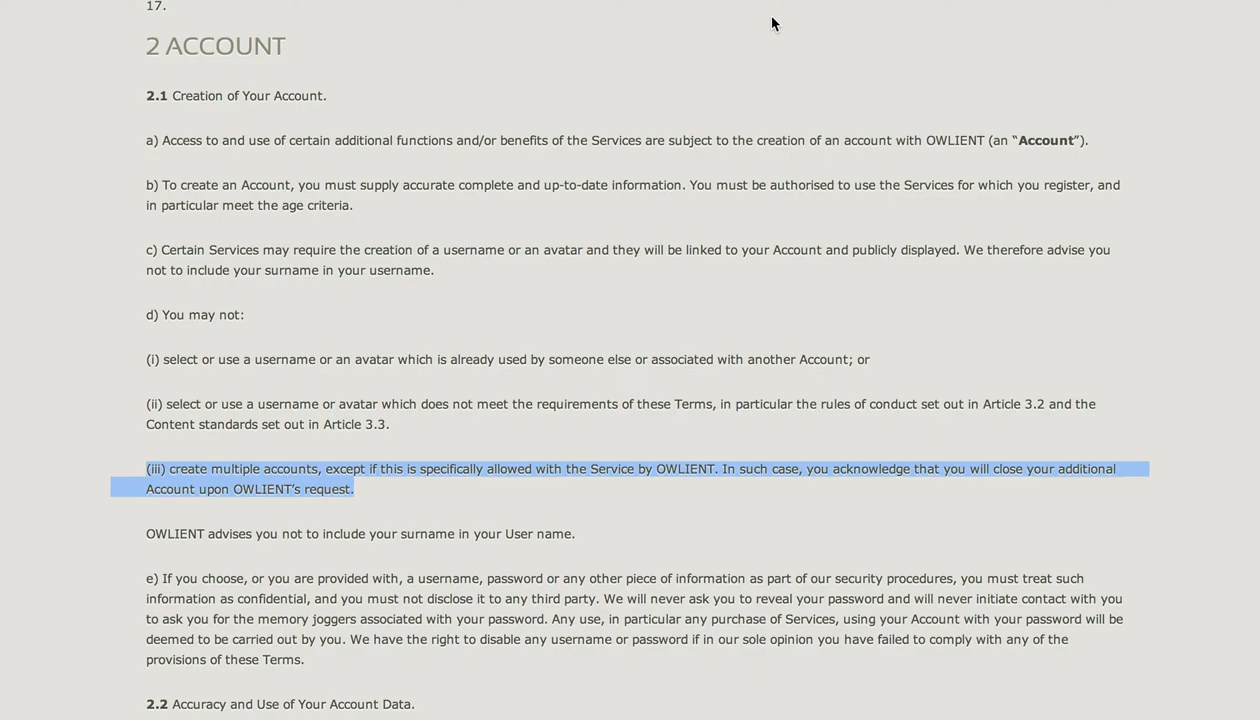 17.
2 ACCOUNT
2.1 Creation of Your Account.
a) Access to and use of certain additional functions and/or benefits of the Services are subject to the creation of an account with OWLIENT (an “Account”).
b) To create an Account, you must supply accurate complete and up-to-date information. You must be authorised to use the Services for which you register, and
in particular meet the age criteria.
c) Certain Services may require the creation of a username or an avatar and they will be linked to your Account and publicly displayed. We therefore advise you
not to include your surname in your username.
d) You may not:
(i) select or use a username or an avatar which is already used by someone else or associated with another Account; or
(ii) select or use a username or avatar which does not meet the requirements of these Terms, in particular the rules of conduct set out in Article 3.2 and the
Content standards set out in Article 3.3.
(iii) create multiple accounts, except if this is specifically allowed with the Service by OWLIENT. In such case, you acknowledge that you will close your additional
Account upon OWLIENT’s request.
OWLIENT advises you not to include your surname in your User name.
e) If you choose, or you are provided with, a username, password or any other piece of information as part of our security procedures, you must treat such
information as confidential, and you must not disclose it to any third party. We will never ask you to reveal your password and will never initiate contact with you
to ask you for the memory joggers associated with your password. Any use, in particular any purchase of Services, using your Account with your password will be
deemed to be carried out by you. We have the right to disable any username or password if in our sole opinion you have failed to comply with any of the
provisions of these Terms.
2.2 Accuracy and Use of Your Account Data.